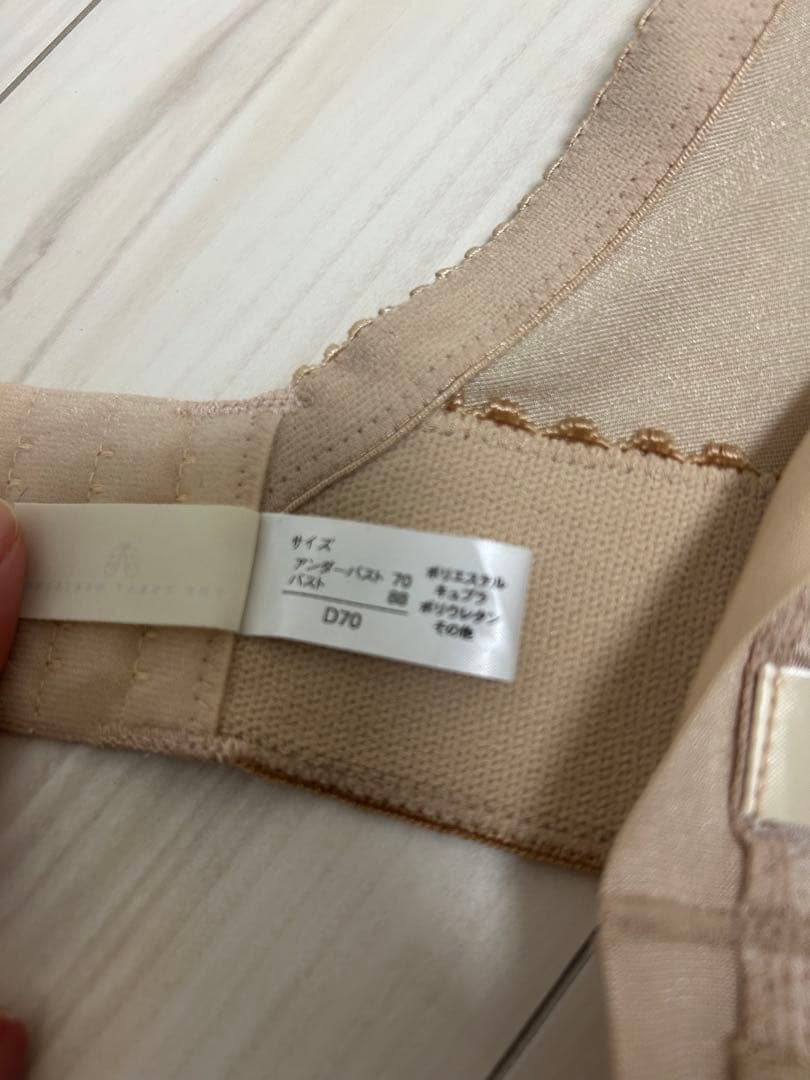 サイズ
アンダーバスト 70
バスト 88
D70
ポリエステル
キュプラ
ポリウレタン
その他